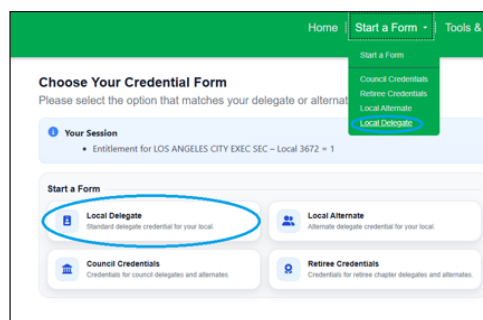 Home | Start a Form | Tools &
Start a Form
Council Credentials
Retiree Credentials
Local Alternate
Local Delegate
Choose Your Credential Form
Please select the option that matches your delegate or alternat
Your Session
• Entitlement for LOS ANGELES CITY EXEC SEC – Local 3672 = 1
Start a Form
Local Delegate
Standard delegate credential for your local.
Local Alternate
Alternate delegate credential for your local.
Council Credentials
Credentials for council delegates and alternates.
Retiree Credentials
Credentials for retiree chapter delegates and alternates.